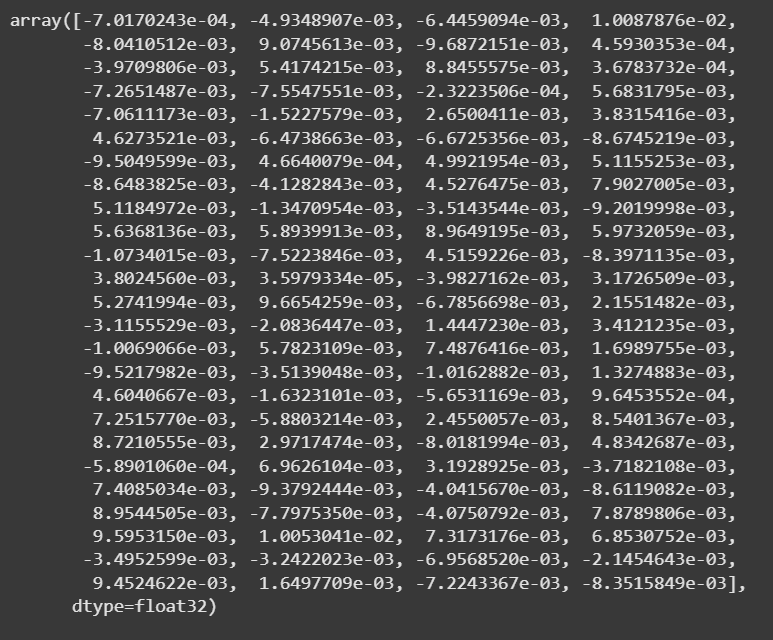 array([-7.0170243e-04, -4.9348907e-03, -6.4459094e-03,  1.0087876e-02,
       -8.0410512e-03,  9.0745613e-03, -9.6872151e-03,  4.5930353e-04,
       -3.9709806e-03,  5.4174215e-03,  8.8455575e-03,  3.6783732e-04,
       -7.2651487e-03, -7.5547551e-03, -2.3223506e-04,  5.6831795e-03,
       -7.0611173e-03, -1.5227579e-03,  2.6500411e-03,  3.8315416e-03,
        4.6273521e-03, -6.4738663e-03, -6.6725356e-03, -8.6745219e-03,
       -9.5049599e-03,  4.6640079e-04,  4.9921954e-03,  5.1155253e-03,
       -8.6483825e-03, -4.1282843e-03,  4.5276475e-03,  7.9027005e-03,
        5.1184972e-03, -1.3470954e-03, -3.5143544e-03, -9.2019998e-03,
        5.6368136e-03,  5.8939913e-03,  8.9649195e-03,  5.9732059e-03,
       -1.0734015e-03, -7.5223846e-03,  4.5159226e-03, -8.3971135e-03,
        3.8024560e-03,  3.5979334e-05, -3.9827162e-03,  3.1726509e-03,
        5.2741994e-03,  9.6654259e-03, -6.7856698e-03,  2.1551482e-03,
       -3.1155529e-03, -2.0836447e-03,  1.4447230e-03,  3.4121235e-03,
       -1.0069066e-03,  5.7823109e-03,  7.4876416e-03,  1.6989755e-03,
       -9.5217982e-03, -3.5139048e-03, -1.0162882e-03,  1.3274883e-03,
        4.6040667e-03, -1.6323101e-03, -5.6531169e-03,  9.6453552e-04,
        7.2515770e-03, -5.8803214e-03,  2.4550057e-03,  8.5401367e-03,
        8.7210555e-03,  2.9717474e-03, -8.0181994e-03,  4.8342687e-03,
       -5.8901060e-04,  6.9626104e-03,  3.1928925e-03, -3.7182108e-03,
        7.4085034e-03, -9.3792444e-03, -4.0415670e-03, -8.6119082e-03,
        8.9544505e-03, -7.7975350e-03, -4.0750792e-03,  7.8789806e-03,
        9.5953150e-03,  1.0053041e-02,  7.3173176e-03,  6.8530752e-03,
       -3.4952599e-03, -3.2422023e-03, -6.9568520e-03, -2.1454643e-03,
        9.4524622e-03,  1.6497709e-03, -7.2243367e-03, -8.3515849e-03],
      dtype=float32)